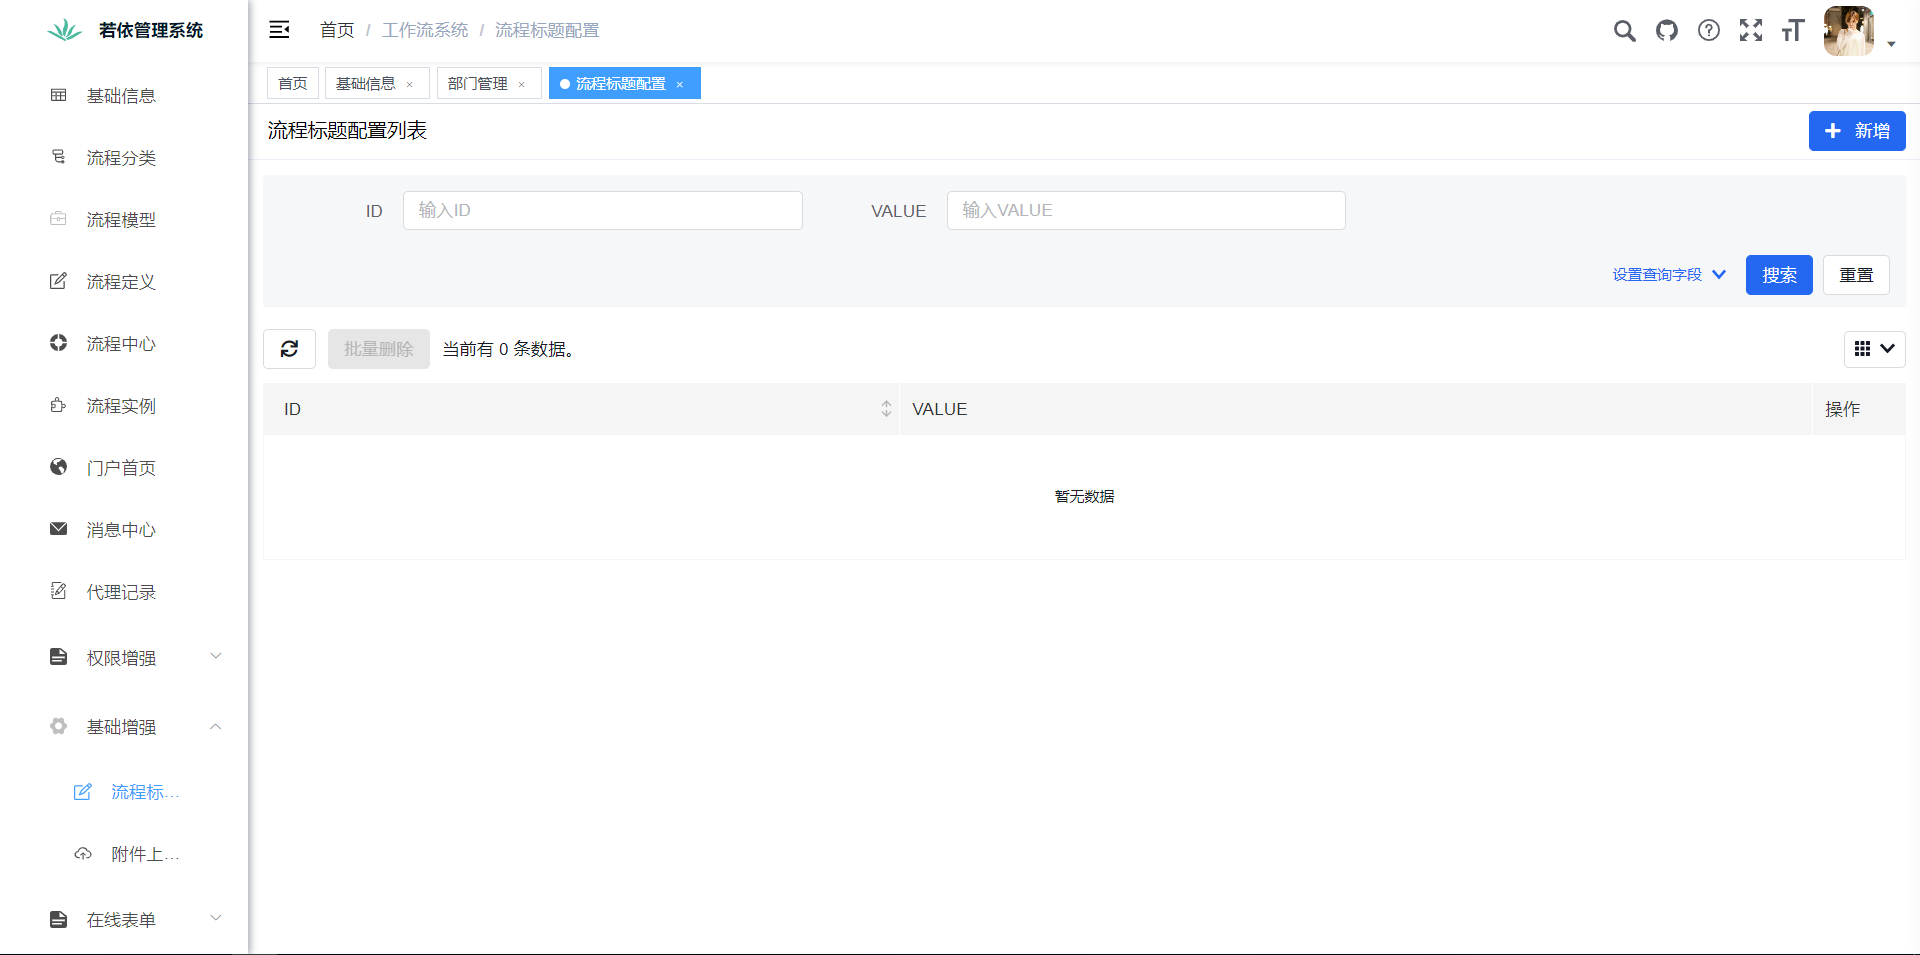 若依管理系统
首页 / 工作流系统 / 流程标题配置
首页 基础信息 × 部门管理 × 流程标题配置 ×
基础信息
流程分类
流程模型
流程定义
流程中心
流程实例
门户首页
消息中心
代理记录
权限增强
基础增强
流程标...
附件上...
在线表单
流程标题配置列表
新增
ID 输入ID VALUE 输入VALUE
设置查询字段 搜索 重置
批量删除 当前有 0 条数据。
ID VALUE 操作
暂无数据